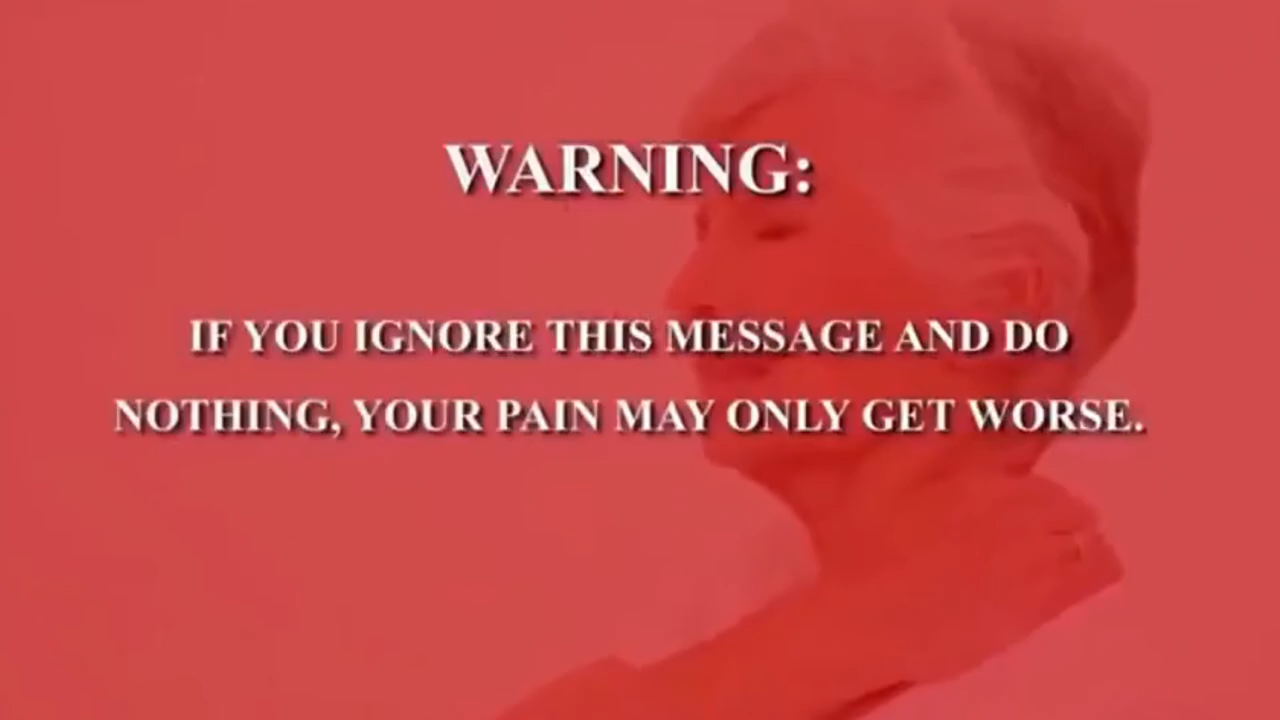 WARNING:
IF YOU IGNORE THIS MESSAGE AND DO
NOTHING, YOUR PAIN MAY ONLY GET WORSE.